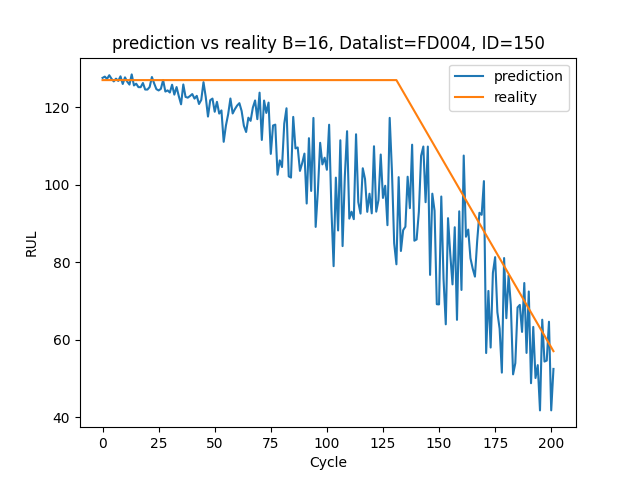 prediction vs reality B=16, Datalist=FD004, ID=150
prediction
reality
RUL
120
100
80
60
40
0 25 50 75 100 125 150 175 200
Cycle